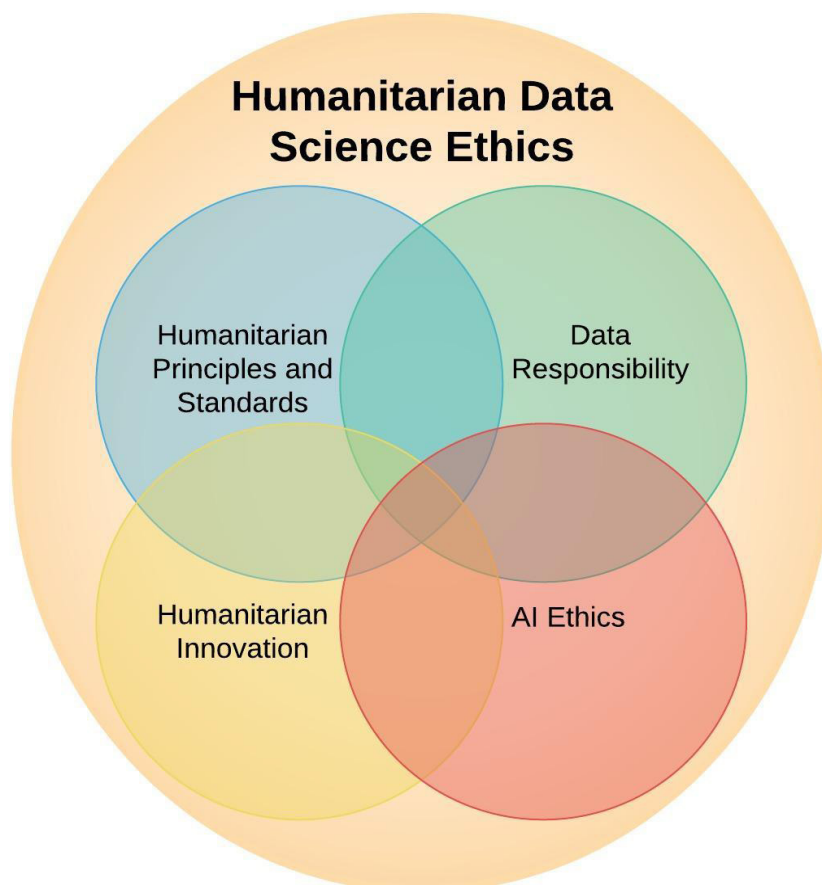 Humanitarian Data
Science Ethics
Humanitarian
Principles and
Standards
Data
Responsibility
Humanitarian
Innovation
AI Ethics